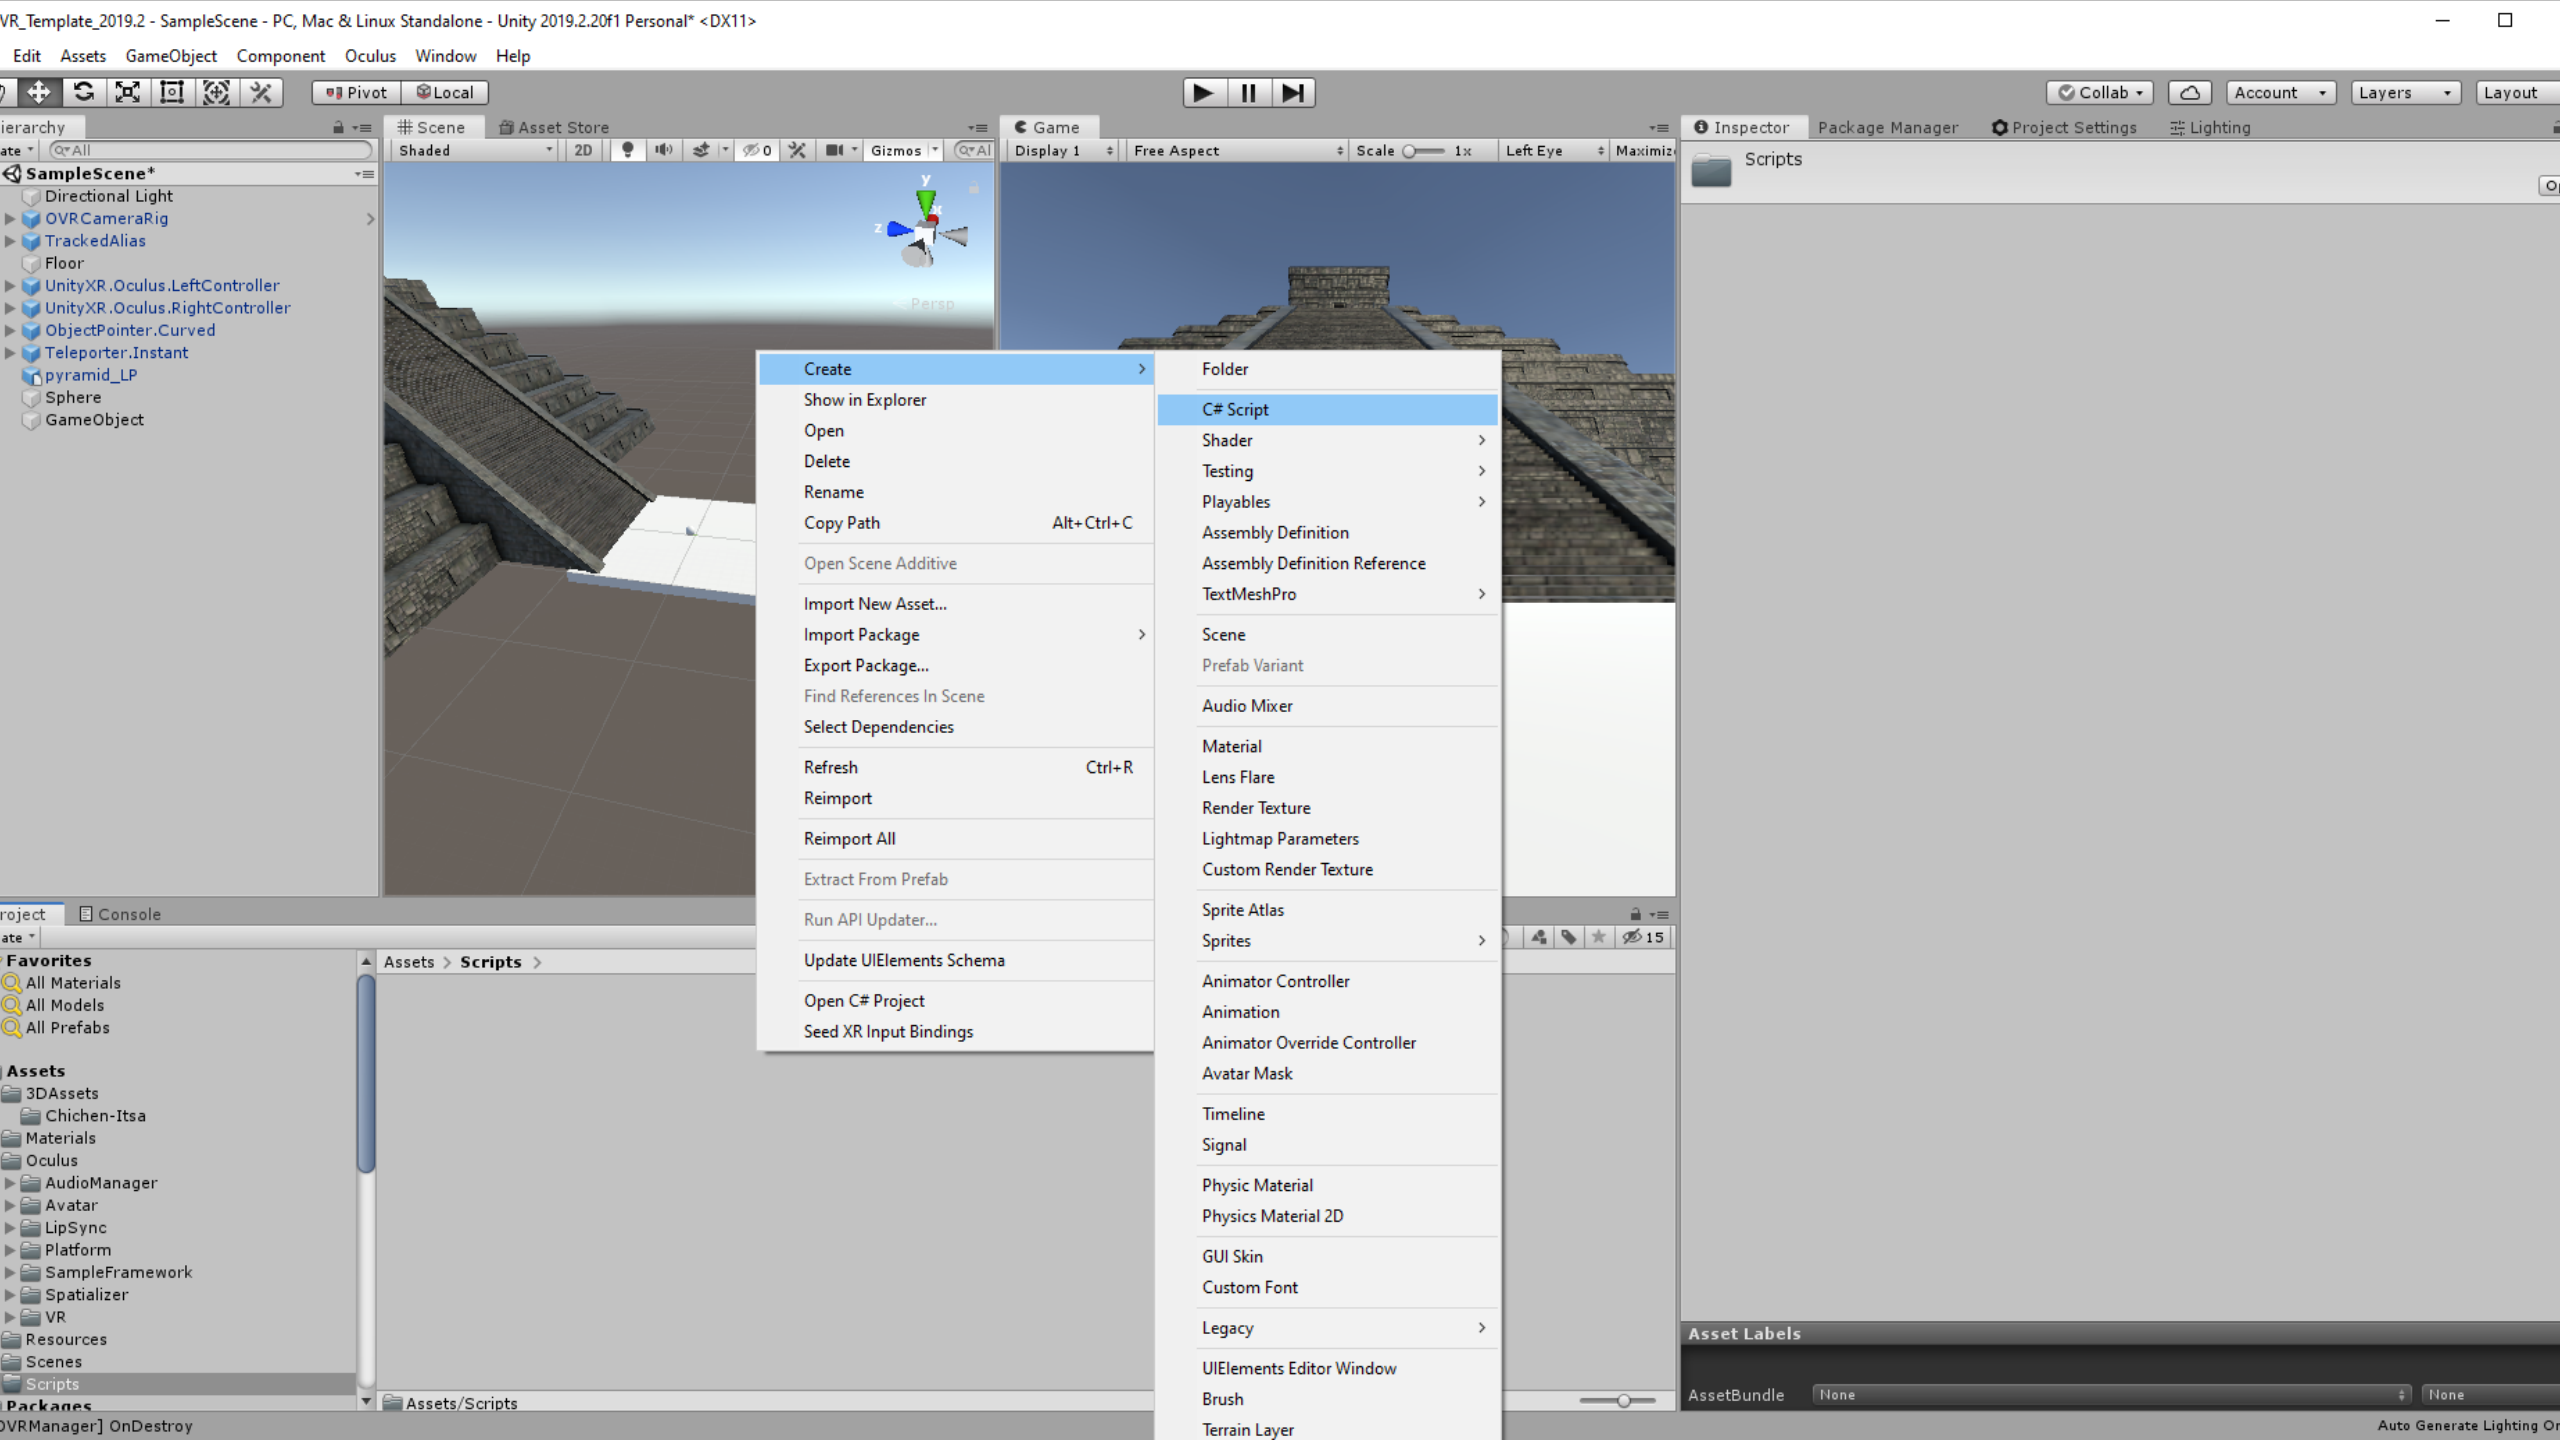 VR_Template_2019.2 - SampleScene - PC, Mac & Linux Standalone - Unity 2019.2.20f1 Personal* <DX11>
Edit Assets GameObject Component Oculus Window Help
Pivot Local Collab Account Layers Layout
ierarchy
ate All
SampleScene*
Directional Light
OVRCameraRig
TrackedAlias
Floor
UnityXR.Oculus.LeftController
UnityXR.Oculus.RightController
ObjectPointer.Curved
Teleporter.Instant
pyramid_LP
Sphere
GameObject
Scene Asset Store
Shaded 2D 0 Gizmos Al
y
x
z
Persp
Game
Display 1 Free Aspect Scale 1x Left Eye Maximiz
Inspector Package Manager Project Settings Lighting
Scripts
Op
Create
Show in Explorer
Open
Delete
Rename
Copy Path Alt+Ctrl+C
Open Scene Additive
Import New Asset...
Import Package
Export Package...
Find References In Scene
Select Dependencies
Refresh Ctrl+R
Reimport
Reimport All
Extract From Prefab
Run API Updater...
Update UIElements Schema
Open C# Project
Seed XR Input Bindings
Folder
C# Script
Shader
Testing
Playables
Assembly Definition
Assembly Definition Reference
TextMeshPro
Scene
Prefab Variant
Audio Mixer
Material
Lens Flare
Render Texture
Lightmap Parameters
Custom Render Texture
Sprite Atlas
Sprites
Animator Controller
Animation
Animator Override Controller
Avatar Mask
Timeline
Signal
Physic Material
Physics Material 2D
GUI Skin
Custom Font
Legacy
UIElements Editor Window
Brush
Terrain Layer
roject Console
ate
15
Favorites
All Materials
All Models
All Prefabs
Assets
3DAssets
Chichen-Itsa
Materials
Oculus
AudioManager
Avatar
LipSync
Platform
SampleFramework
Spatializer
VR
Resources
Scenes
Scripts
Packages
Assets > Scripts >
Assets/Scripts
Asset Labels
AssetBundle None None
OVRManager] OnDestroy
Auto Generate Lighting On